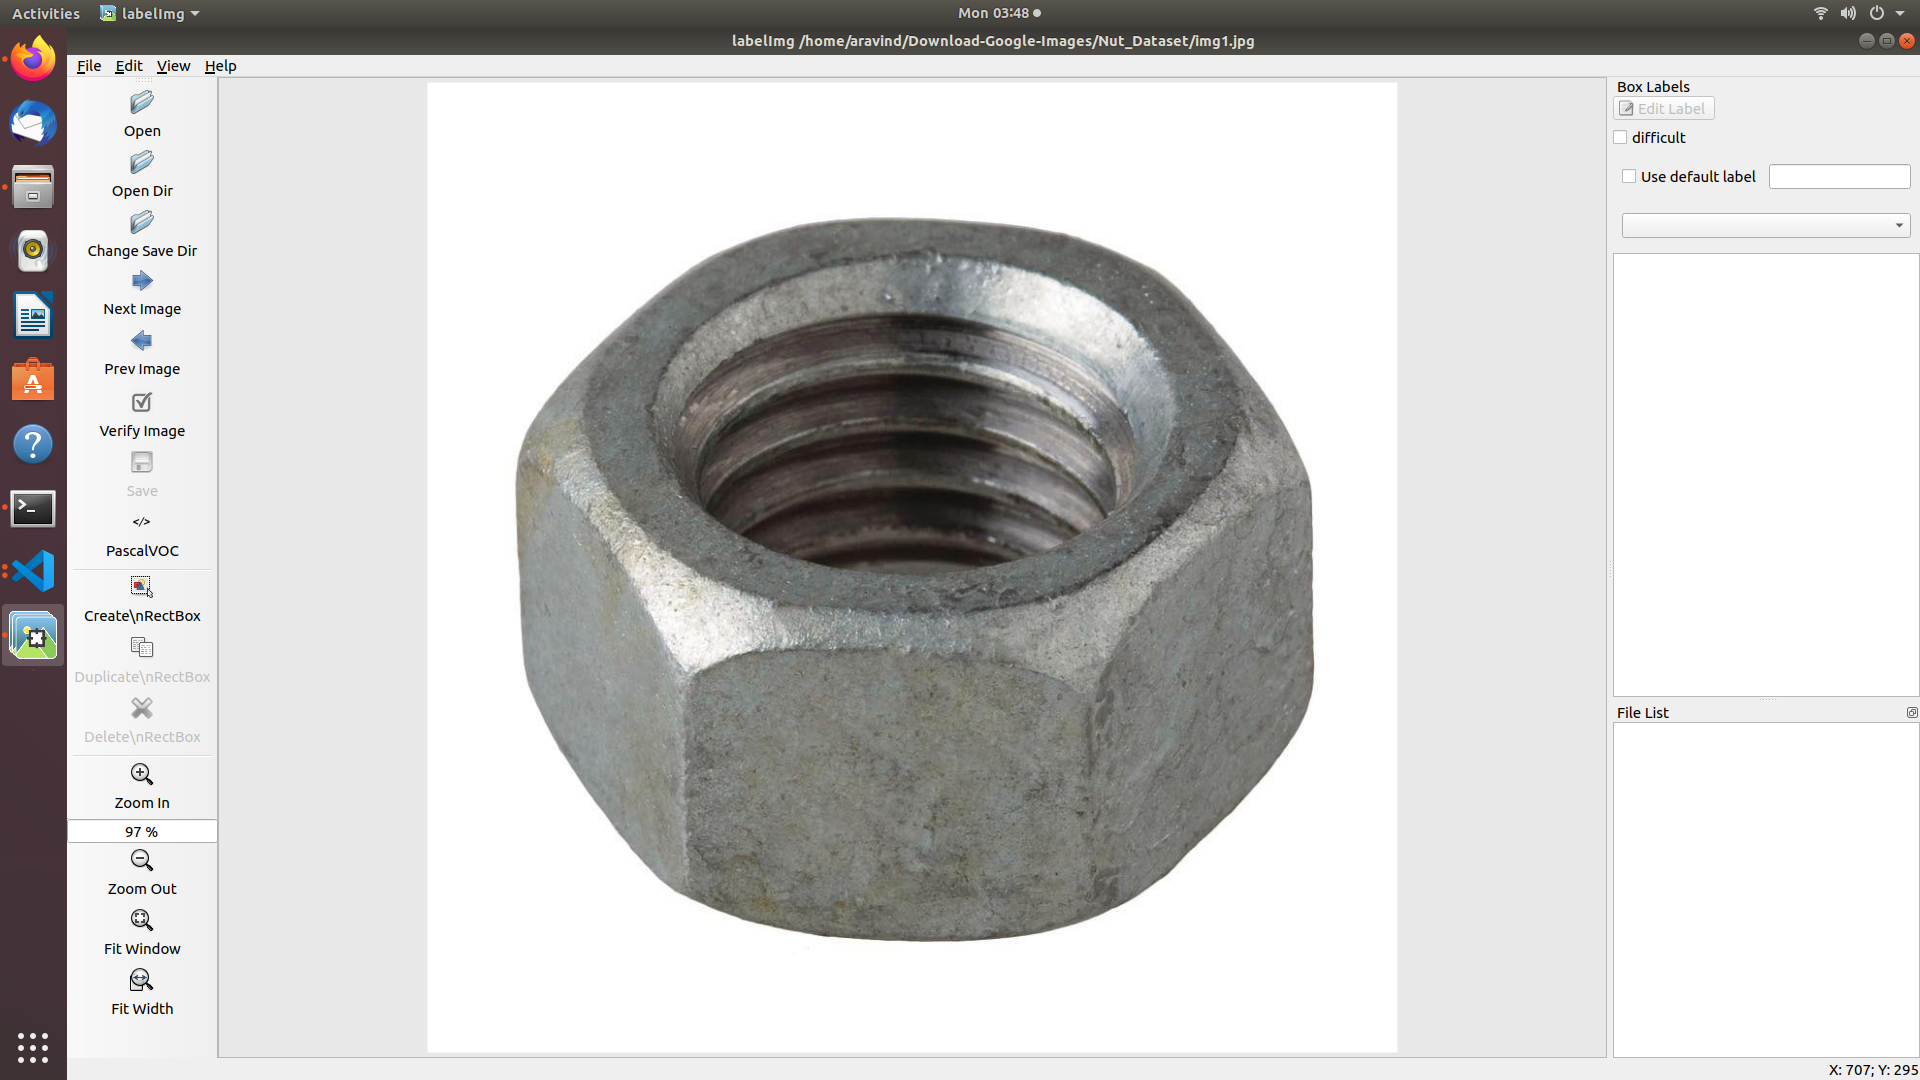 Activities labelImg Mon 03:48
labelImg /home/aravind/Download-Google-Images/Nut_Dataset/img1.jpg
File Edit View Help
Open
Open Dir
Change Save Dir
Next Image
Prev Image
Verify Image
Save
</>
PascalVOC
Create\nRectBox
Duplicate\nRectBox
Delete\nRectBox
Zoom In
97 %
Zoom Out
Fit Window
Fit Width
Box Labels
Edit Label
difficult
Use default label
File List
X: 707; Y: 295